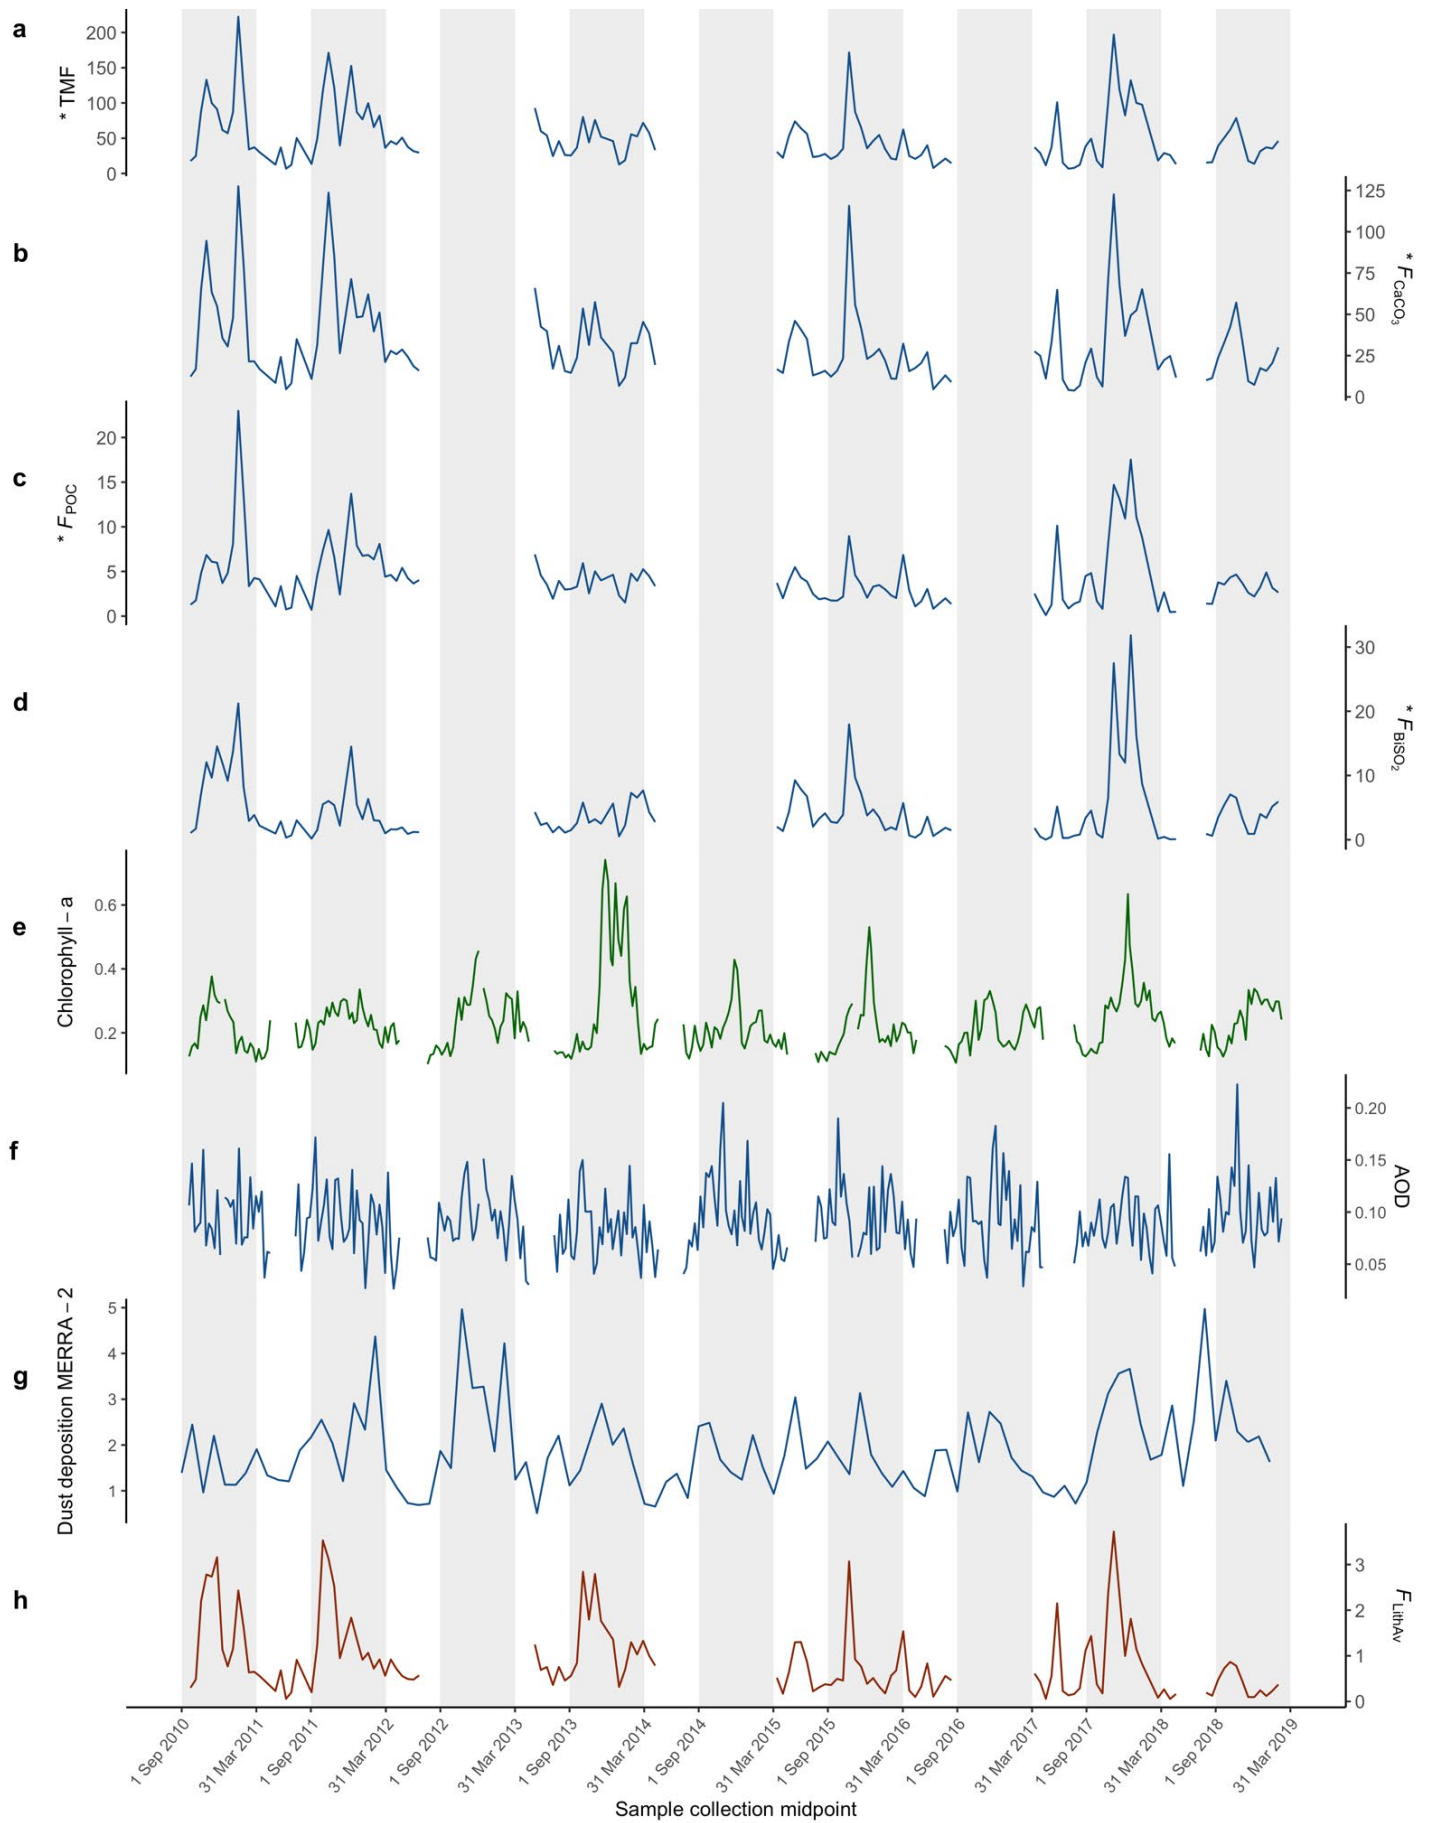 a
* TMF
200
150
100
50
0
b
* FCaCO3
125
100
75
50
25
0
c
* FPOC
20
15
10
5
0
d
* FBiSO2
30
20
10
0
e
Chlorophyll – a
0.6
0.4
0.2
f
AOD
0.20
0.15
0.10
0.05
g
Dust deposition MERRA – 2
5
4
3
2
1
h
FLithAv
3
2
1
0
1 Sep 2010
31 Mar 2011
1 Sep 2011
31 Mar 2012
1 Sep 2012
31 Mar 2013
1 Sep 2013
31 Mar 2014
1 Sep 2014
31 Mar 2015
1 Sep 2015
31 Mar 2016
1 Sep 2016
31 Mar 2017
1 Sep 2017
31 Mar 2018
1 Sep 2018
31 Mar 2019
Sample collection midpoint